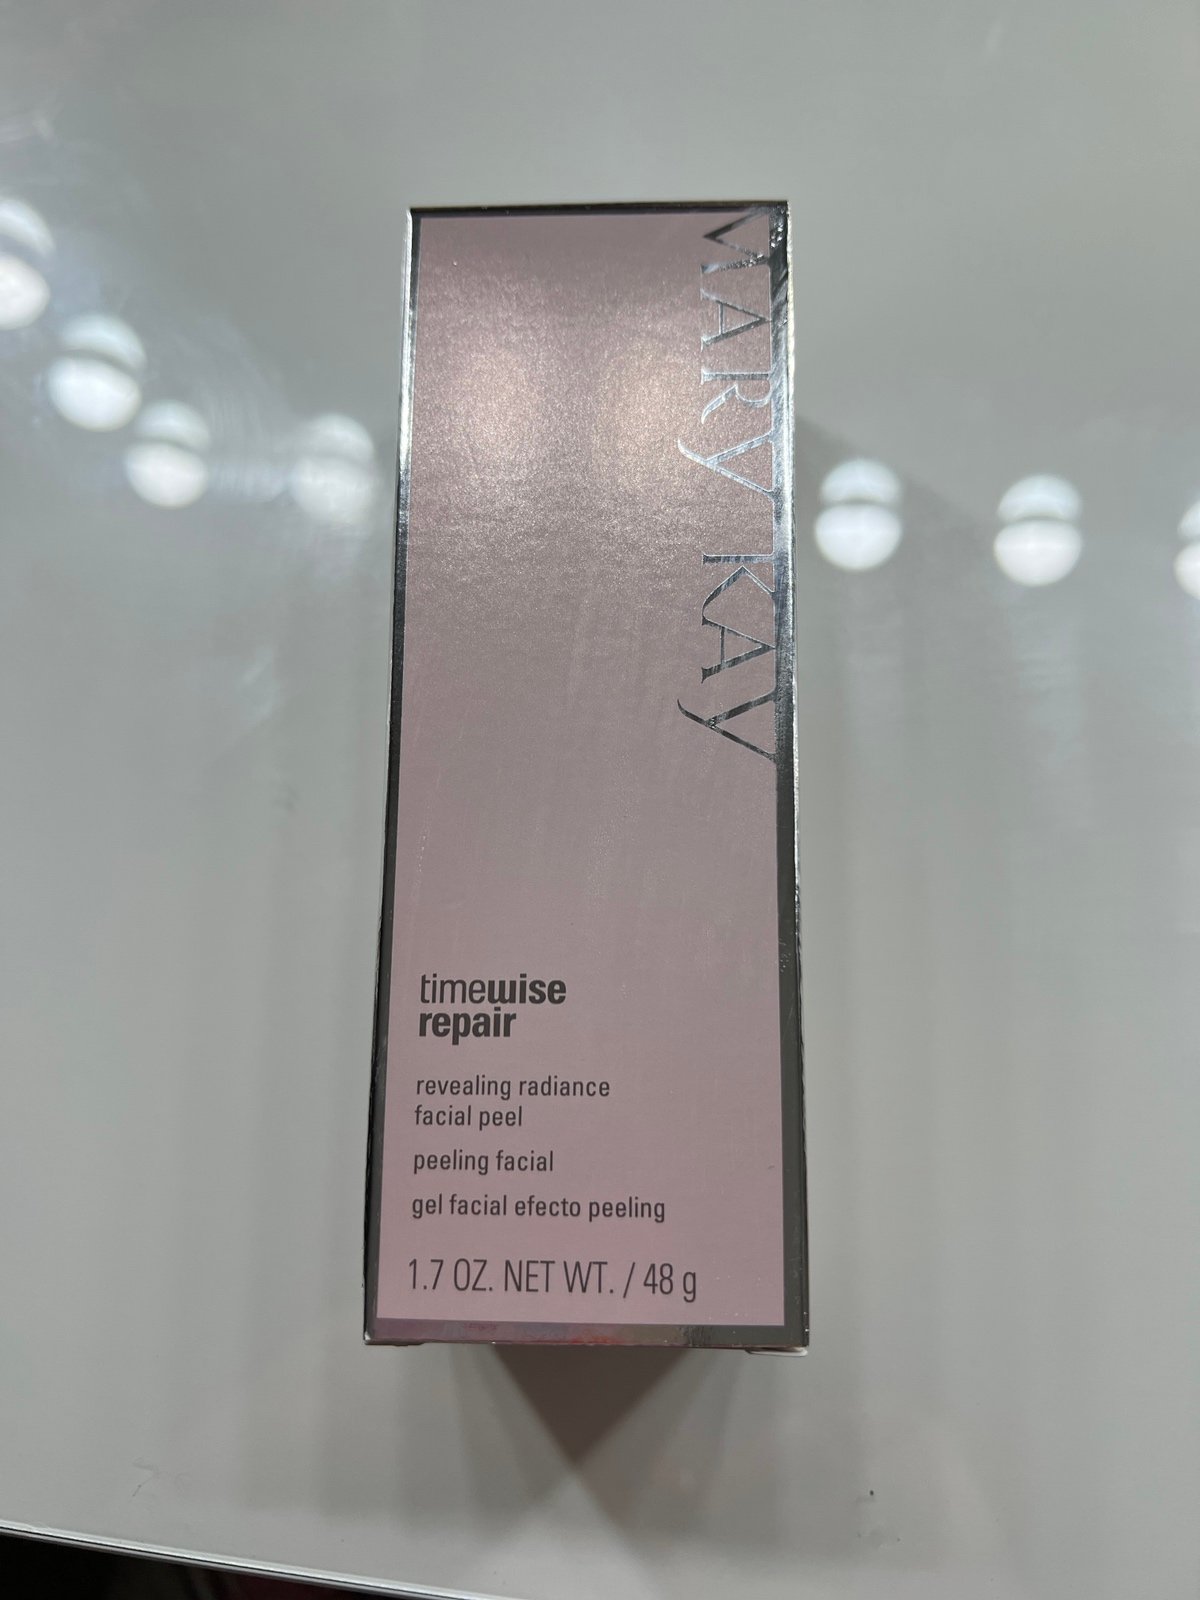 MARY KAY
timewise
repair
revealing radiance
facial peel
peeling facial
gel facial efecto peeling
1.7 OZ. NET WT. / 48 g